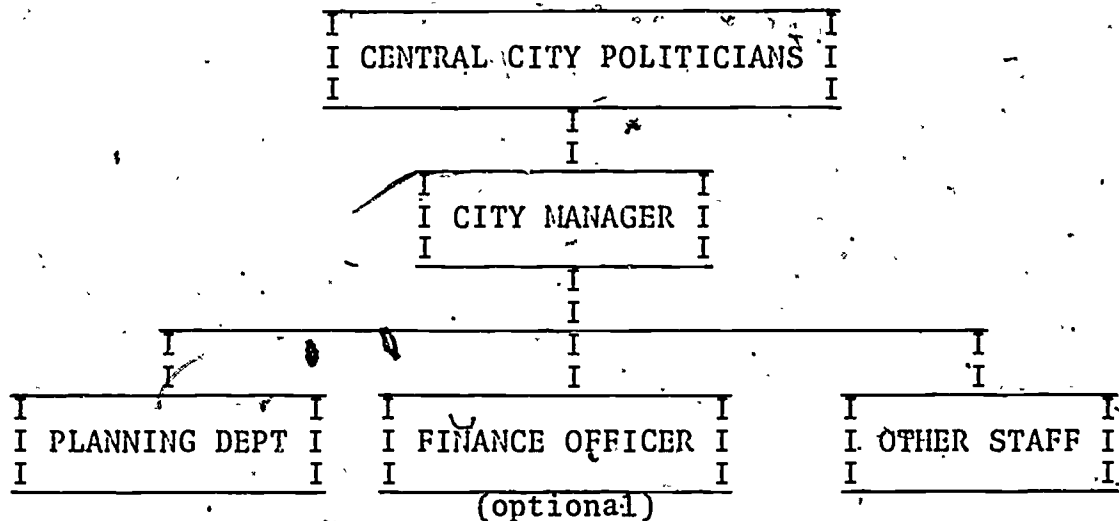 CENTRAL CITY POLITICIANS
CITY MANAGER
PLANNING DEPT
FINANCE OFFICER
OTHER STAFF
(optional)